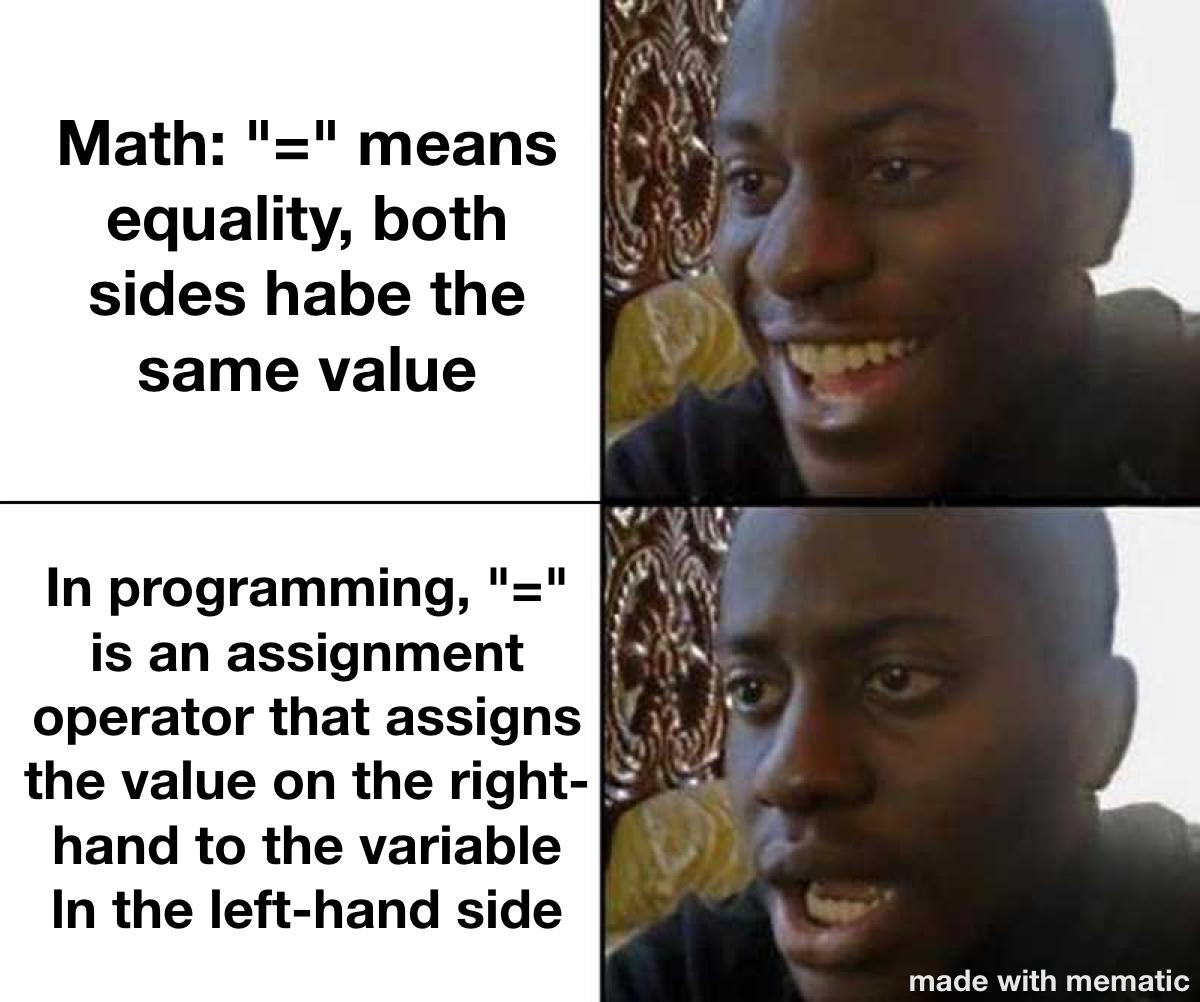 Math: "=" means
equality, both
sides habe the
same value
In programming, "="
is an assignment
operator that assigns
the value on the right-
hand to the variable
In the left-hand side
made with mematic